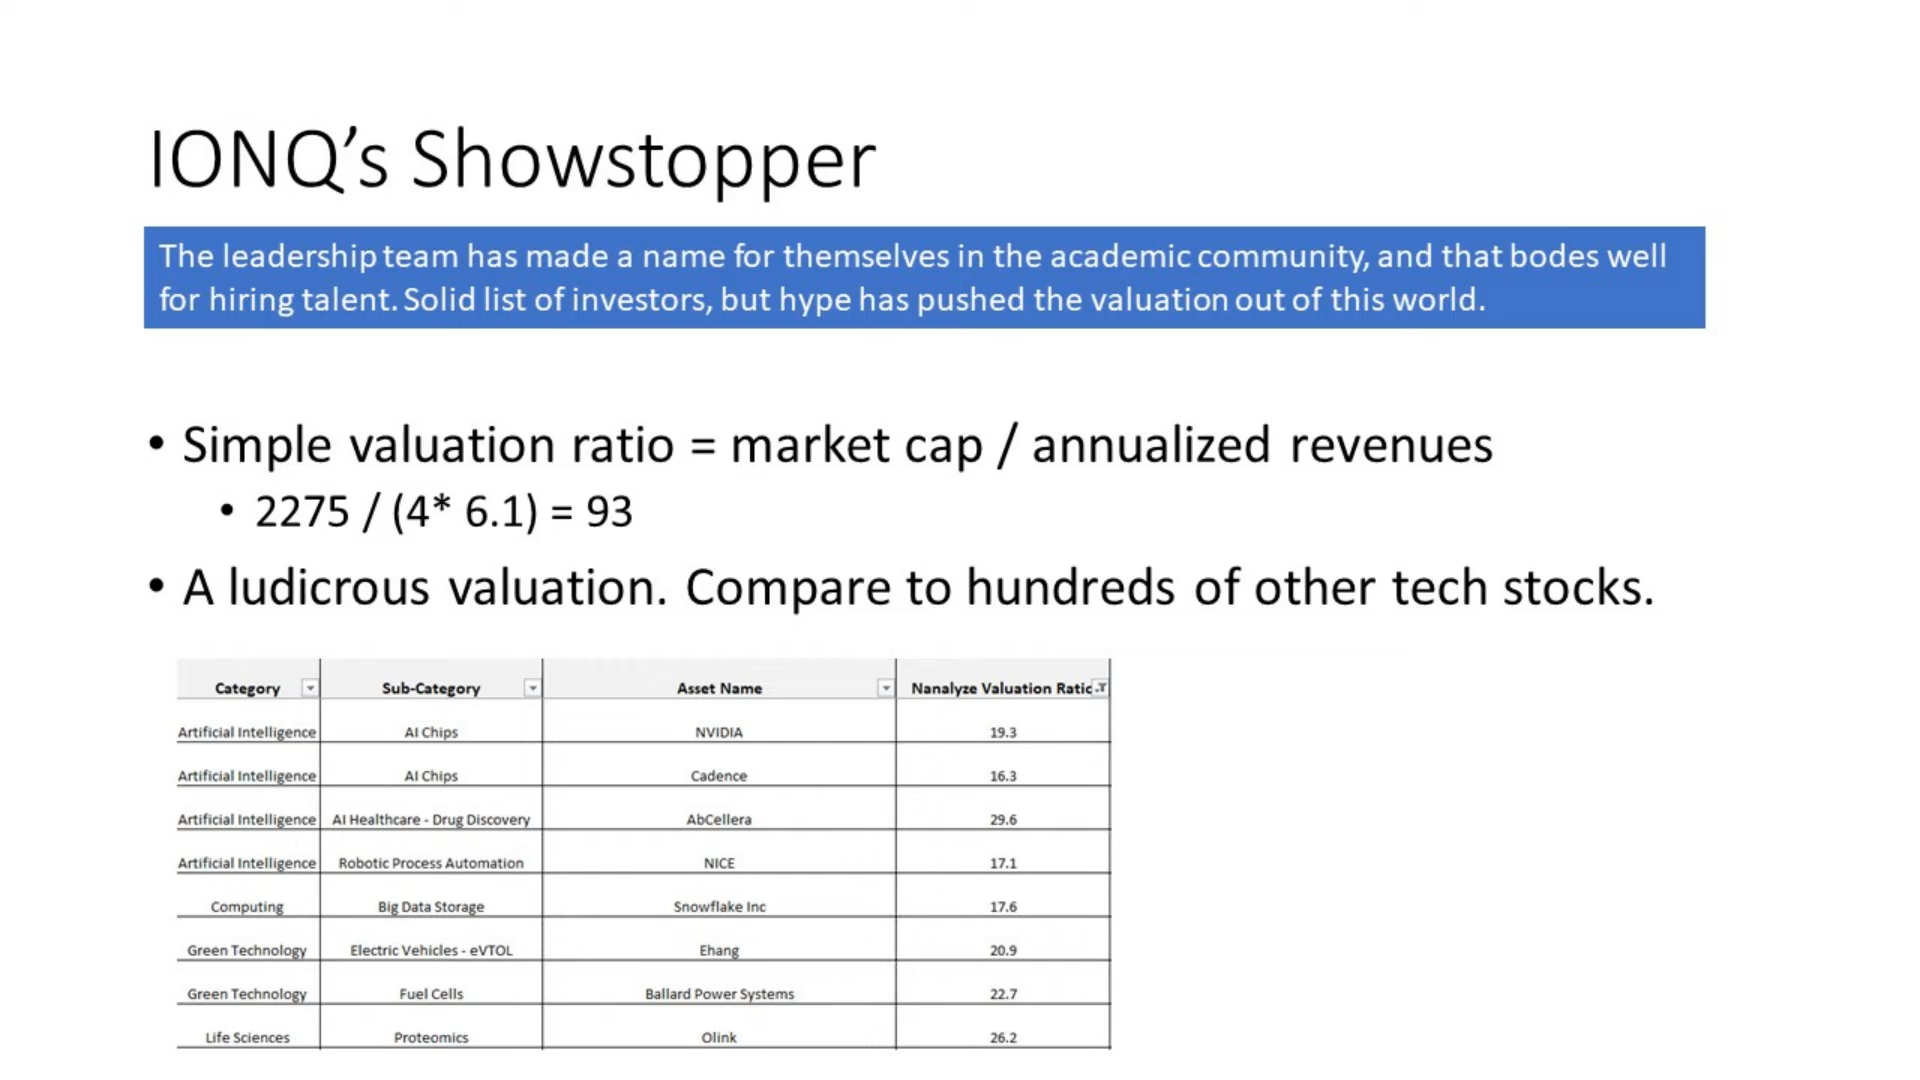 IONQ’s Showstopper
The leadership team has made a name for themselves in the academic community, and that bodes well
for hiring talent. Solid list of investors, but hype has pushed the valuation out of this world.
• Simple valuation ratio = market cap / annualized revenues
• 2275 / (4* 6.1) = 93
• A ludicrous valuation. Compare to hundreds of other tech stocks.
Category Sub-Category Asset Name Nanalyze Valuation Ratio
Artificial Intelligence AI Chips NVIDIA 19.3
Artificial Intelligence AI Chips Cadence 16.3
Artificial Intelligence AI Healthcare - Drug Discovery AbCellera 29.6
Artificial Intelligence Robotic Process Automation NICE 17.1
Computing Big Data Storage Snowflake Inc 17.6
Green Technology Electric Vehicles - eVTOL Ehang 20.9
Green Technology Fuel Cells Ballard Power Systems 22.7
Life Sciences Proteomics Olink 26.2